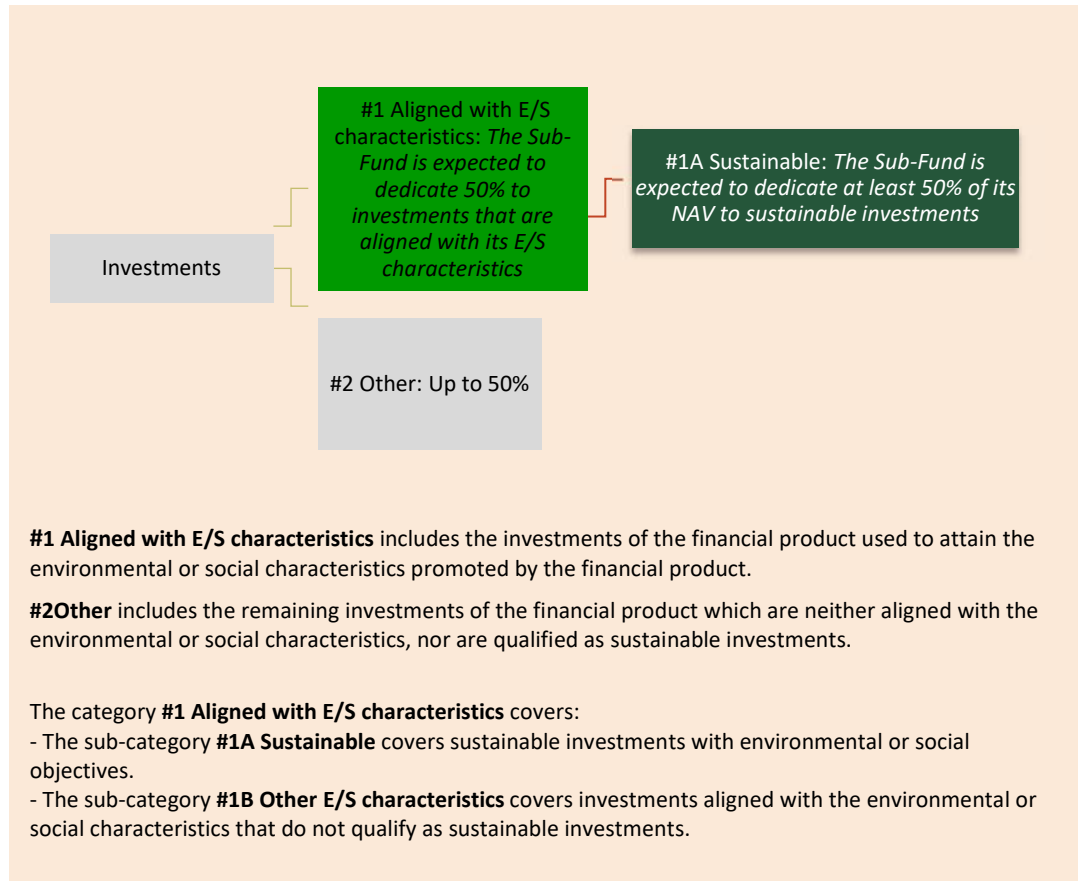 #1 Aligned with E/S
characteristics: The Sub-
Fund is expected to
dedicate 50% to
investments that are
aligned with its E/S
characteristics
#1A Sustainable: The Sub-Fund is
expected to dedicate at least 50% of its
NAV to sustainable investments
Investments
#2 Other: Up to 50%
#1 Aligned with E/S characteristics includes the investments of the financial product used to attain the
environmental or social characteristics promoted by the financial product.
#2Other includes the remaining investments of the financial product which are neither aligned with the
environmental or social characteristics, nor are qualified as sustainable investments.
The category #1 Aligned with E/S characteristics covers:
- The sub-category #1A Sustainable covers sustainable investments with environmental or social
objectives.
- The sub-category #1B Other E/S characteristics covers investments aligned with the environmental or
social characteristics that do not qualify as sustainable investments.